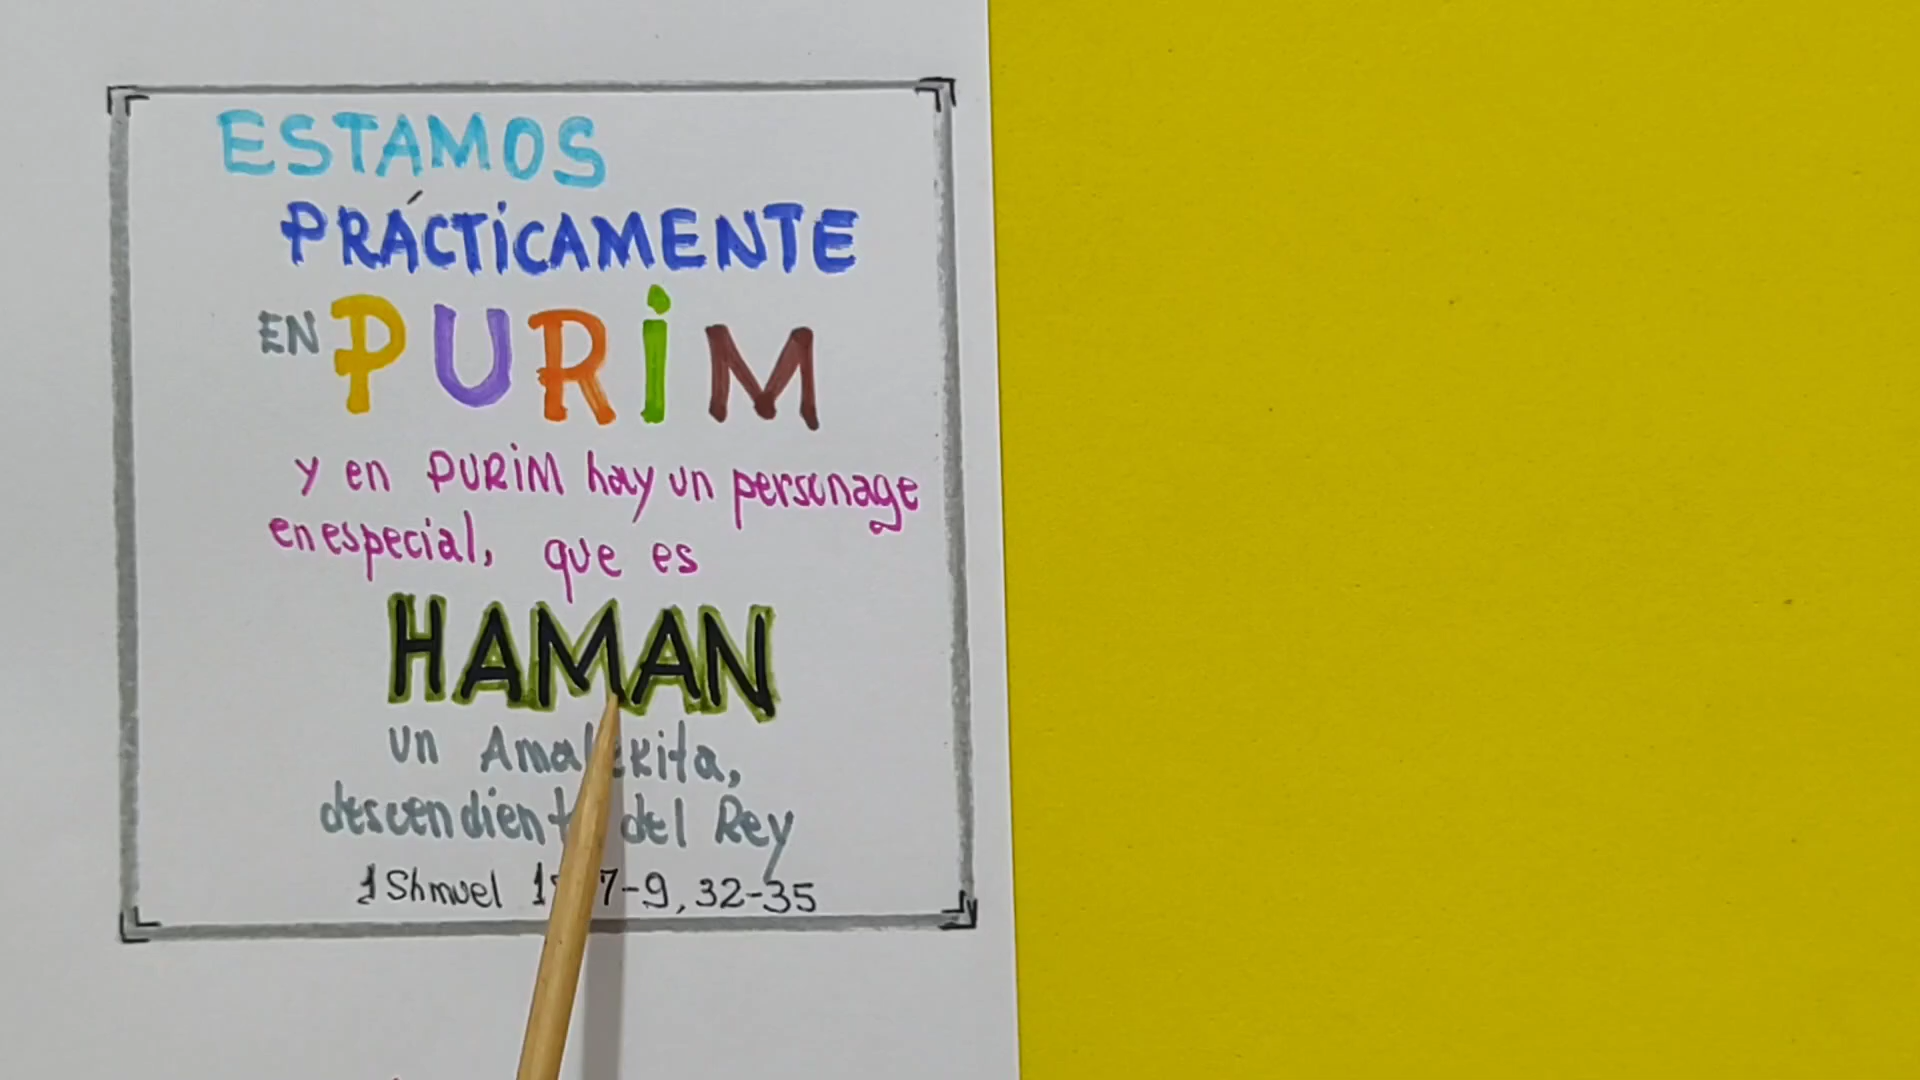 ESTAMOS
PRÁCTICAMENTE
EN PURIM
y en PURIM hay un personage
en especial, que es
HAMAN
un Amalekita,
descendiente del Rey
1 Shmuel 7-9, 32-35